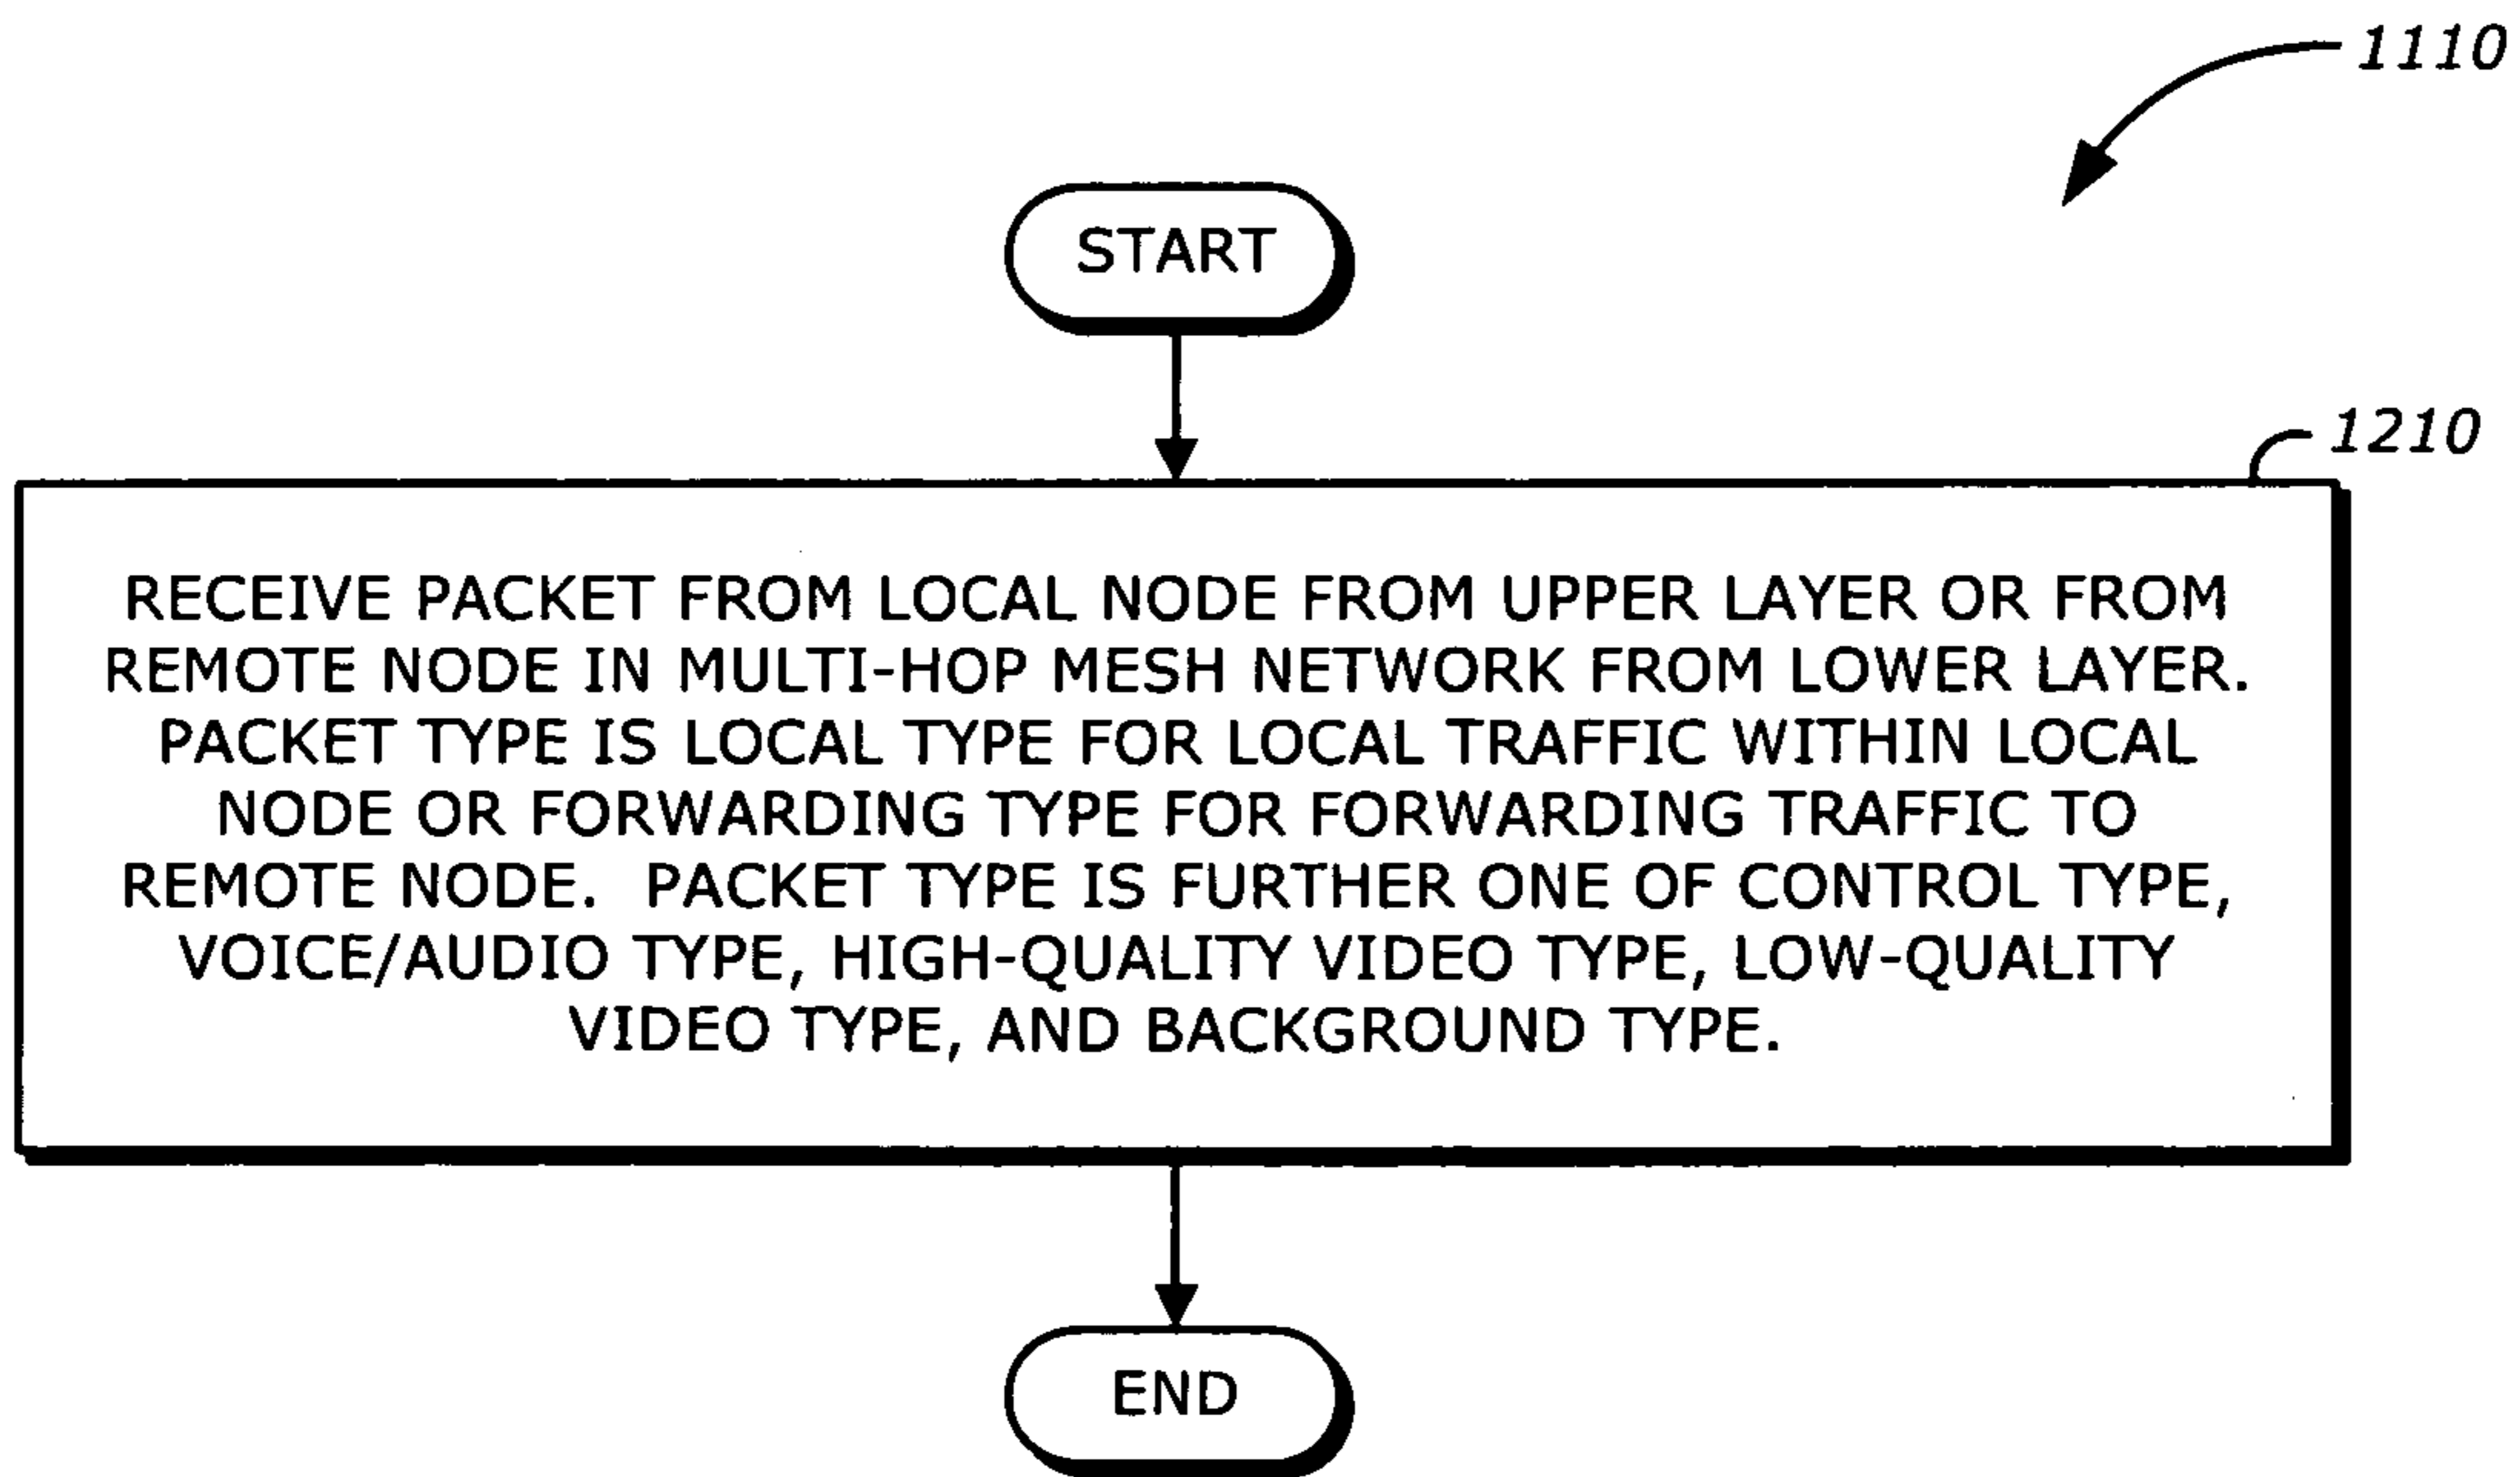 1110
START
1210
RECEIVE PACKET FROM LOCAL NODE FROM UPPER LAYER OR FROM
REMOTE NODE IN MULTI-HOP MESH NETWORK FROM LOWER LAYER.
PACKET TYPE IS LOCAL TYPE FOR LOCAL TRAFFIC WITHIN LOCAL
NODE OR FORWARDING TYPE FOR FORWARDING TRAFFIC TO
REMOTE NODE. PACKET TYPE IS FURTHER ONE OF CONTROL TYPE,
VOICE/AUDIO TYPE, HIGH-QUALITY VIDEO TYPE, LOW-QUALITY
VIDEO TYPE, AND BACKGROUND TYPE.
END